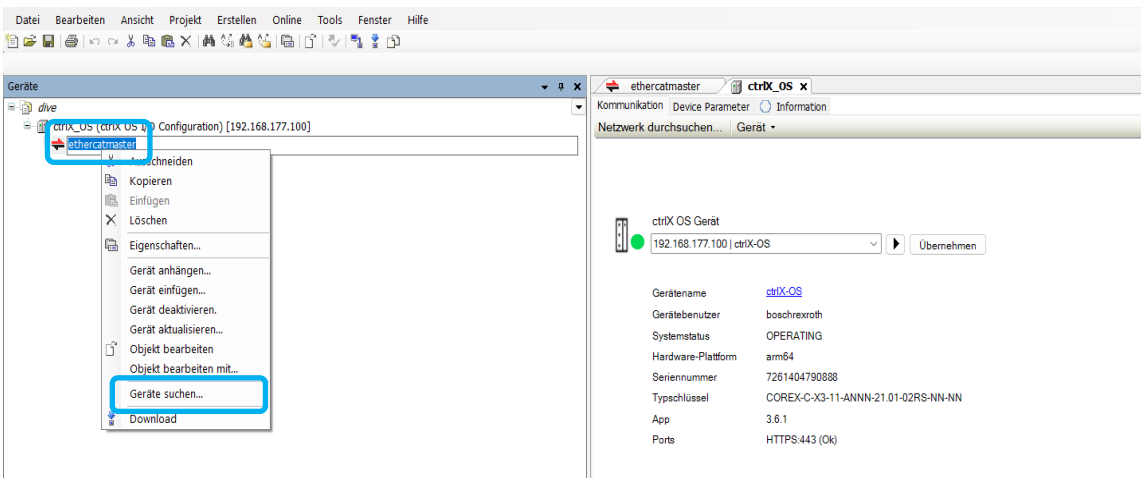 Datei Bearbeiten Ansicht Projekt Erstellen Online Tools Fenster Hilfe
Geräte
dive
ctrlX_OS (ctrlX OS I/O Configuration) [192.168.177.100]
ethercatmaster
Ausschneiden
Kopieren
Einfügen
Löschen
Eigenschaften...
Gerät anhängen...
Gerät einfügen...
Gerät deaktivieren.
Gerät aktualisieren...
Objekt bearbeiten
Objekt bearbeiten mit...
Geräte suchen...
Download
ethercatmaster ctrlX_OS
Kommunikation Device Parameter Information
Netzwerk durchsuchen... Gerät
ctrlX OS Gerät
192.168.177.100 | ctrlX-OS Übernehmen
Gerätename ctrlX-OS
Gerätebenutzer boschrexroth
Systemstatus OPERATING
Hardware-Plattform arm64
Seriennummer 7261404790888
Typschlüssel COREX-C-X3-11-ANNN-21.01-02RS-NN-NN
App 3.6.1
Ports HTTPS:443 (Ok)